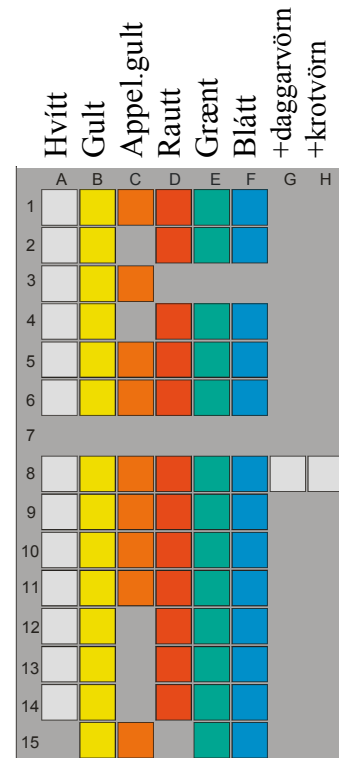 Hvítt
Gult
Appel.gult
Rautt
Grænt
Blátt
+daggarvörn
+krotvörn
A B C D E F G H
1
2
3
4
5
6
7
8
9
10
11
12
13
14
15